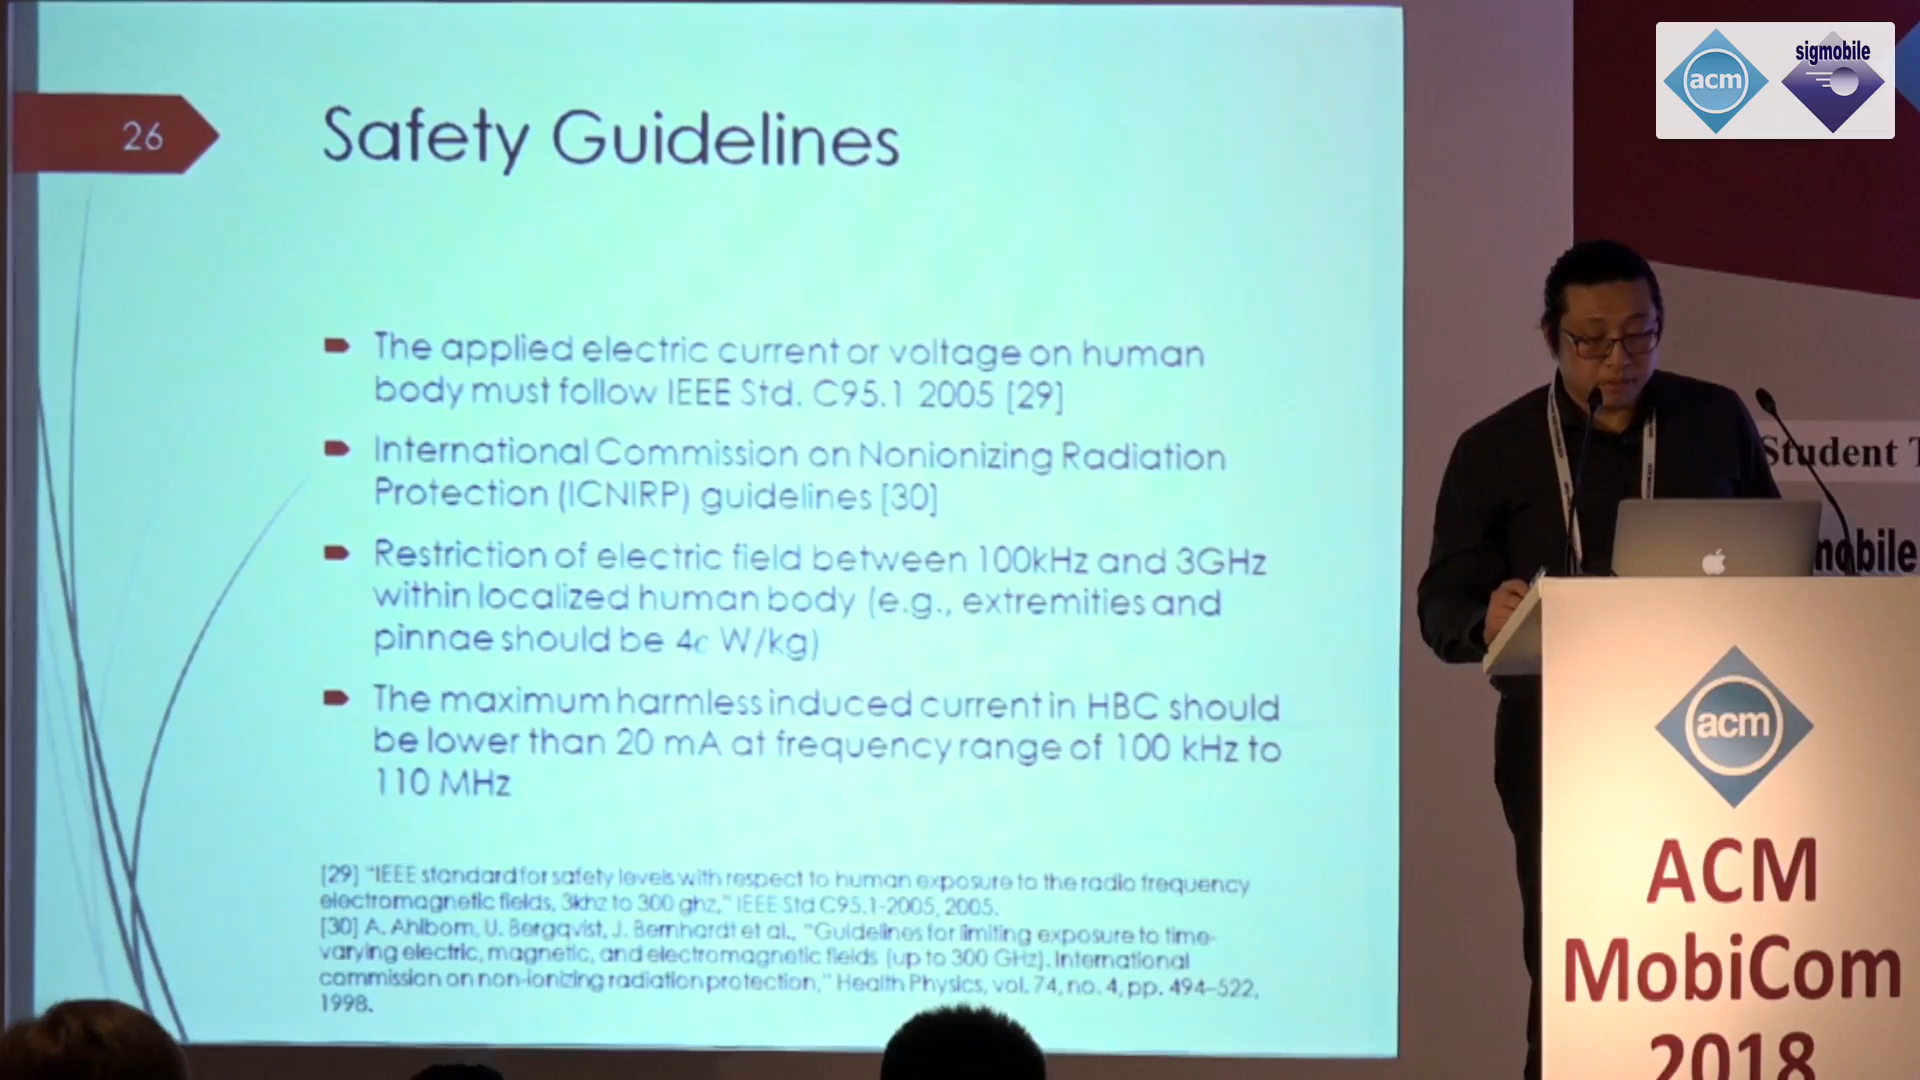 26
Safety Guidelines
The applied electric current or voltage on human
body must follow IEEE Std. C95.1 2005 [29]
International Commission on Nonionizing Radiation
Protection (ICNIRP) guidelines [30]
Restriction of electric field between 100kHz and 3GHz
within localized human body (e.g., extremities and
pinnae should be 4c W/kg)
The maximum harmless induced current in HBC should
be lower than 20 mA at frequency range of 100 kHz to
110 MHz
[29] "IEEE standard for safety levels with respect to human exposure to the radio frequency
electromagnetic fields, 3khz to 300 ghz," IEEE Std C95.1-2005, 2005.
[30] A. Ahlbom, U. Bergqvist, J. Bernhardt et al., "Guidelines for limiting exposure to time-
varying electric, magnetic, and electromagnetic fields (up to 300 GHz). International
commission on non-ionizing radiation protection," Health Physics, vol. 74, no. 4, pp. 494–522,
1998.
acm
sigmobile
Student T
mobile
acm
ACM
MobiCom
2018